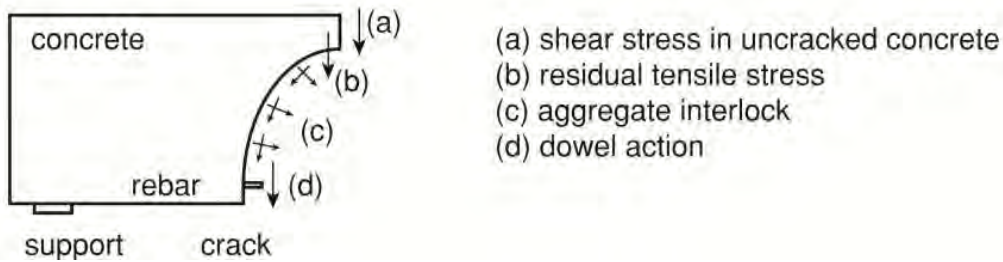 concrete
(a)
(b)
(c)
rebar
(d)
support crack
(a) shear stress in uncracked concrete
(b) residual tensile stress
(c) aggregate interlock
(d) dowel action